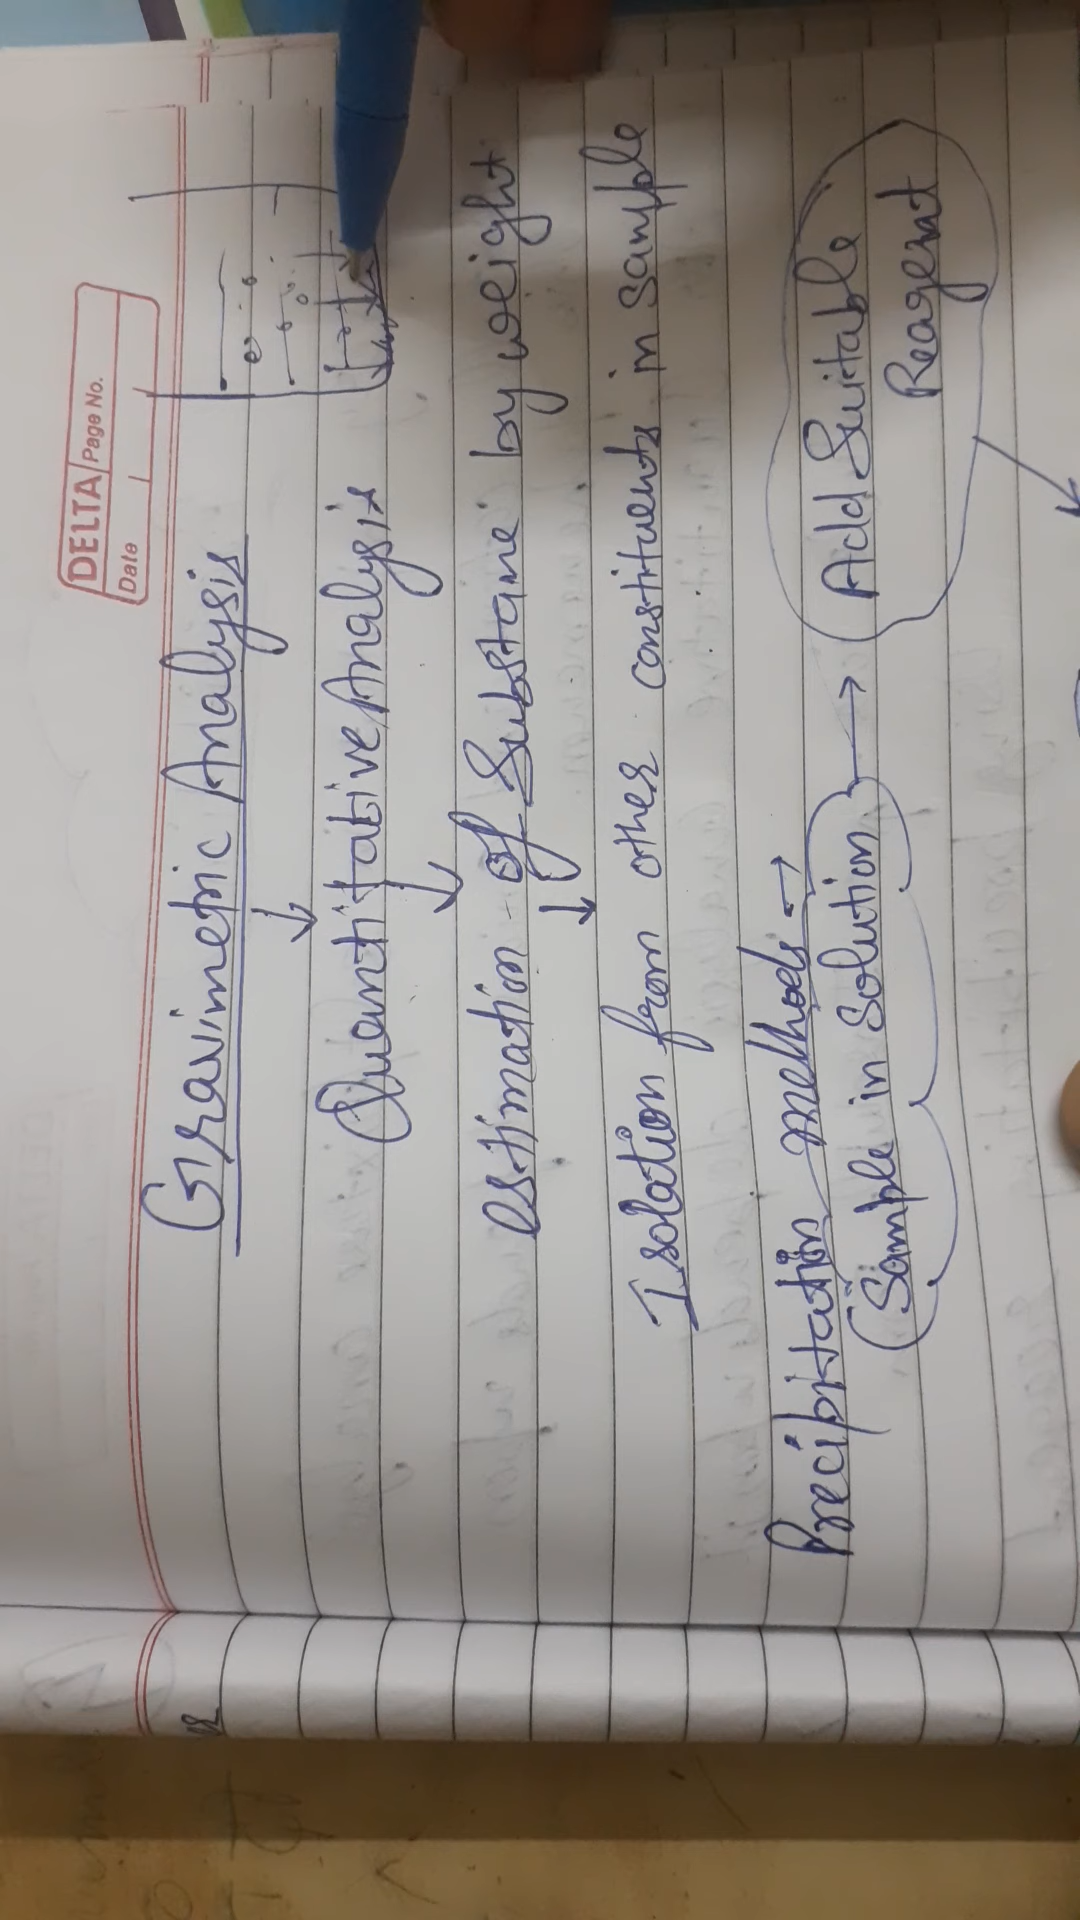 DELTA Page No.
Date
Gravimetric Analysis
↓
Quantitative Analysis
↓
estimation of Substane by weight
↓
Isolation from other constituents in sample
Precipitation methods →
(Sample in Solution) → Add Suitable
Reagent